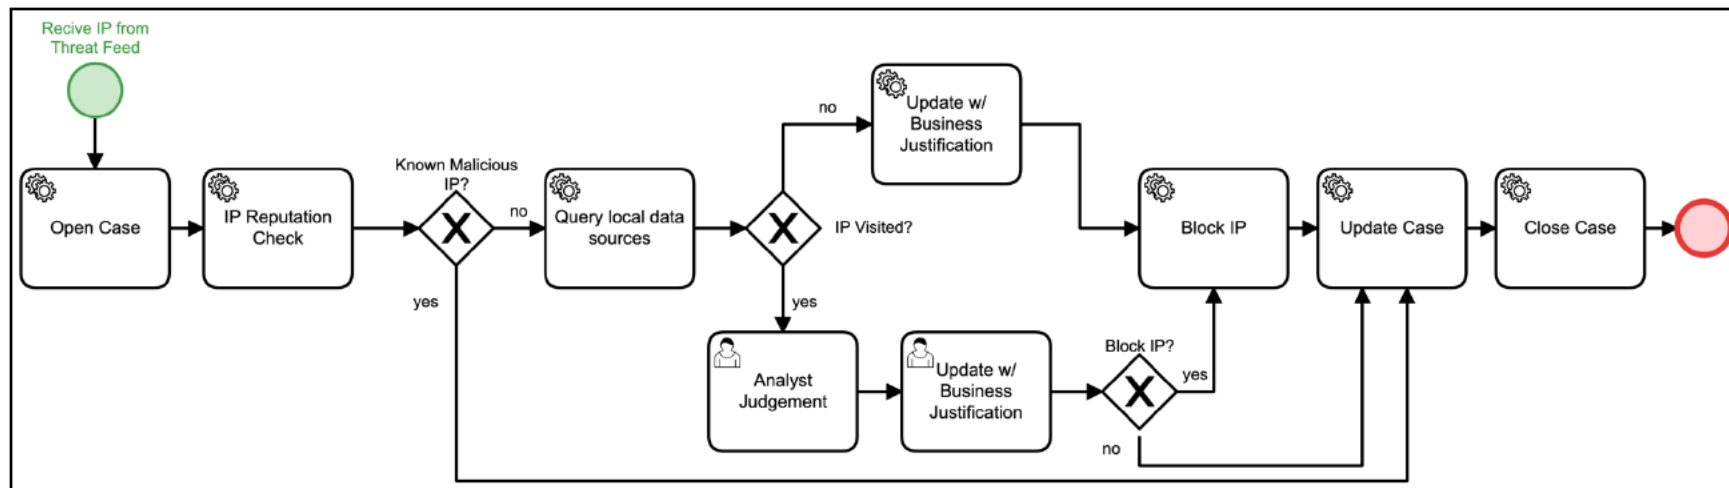 Recive IP from
Threat Feed
Open Case
IP Reputation
Check
Known Malicious
IP?
no
yes
Query local data
sources
IP Visited?
no
yes
Update w/
Business
Justification
Analyst
Judgement
Update w/
Business
Justification
Block IP?
yes
no
Block IP
Update Case
Close Case